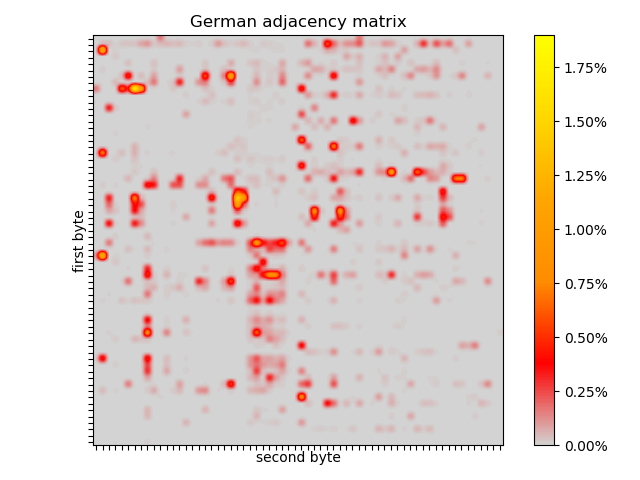 German adjacency matrix
first byte
second byte
1.75%
1.50%
1.25%
1.00%
0.75%
0.50%
0.25%
0.00%